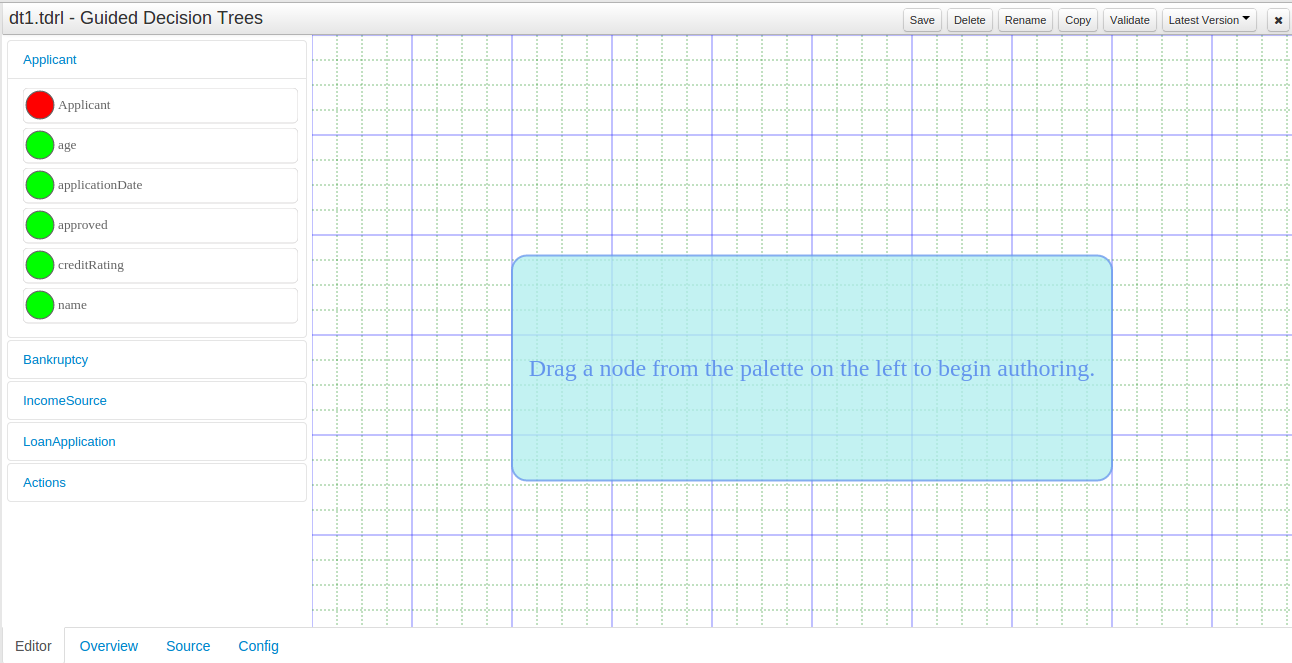 dt1.tdrl - Guided Decision Trees
Save Delete Rename Copy Validate Latest Version
Applicant
Applicant
age
applicationDate
approved
creditRating
name
Bankruptcy
IncomeSource
LoanApplication
Actions
Drag a node from the palette on the left to begin authoring.
Editor Overview Source Config